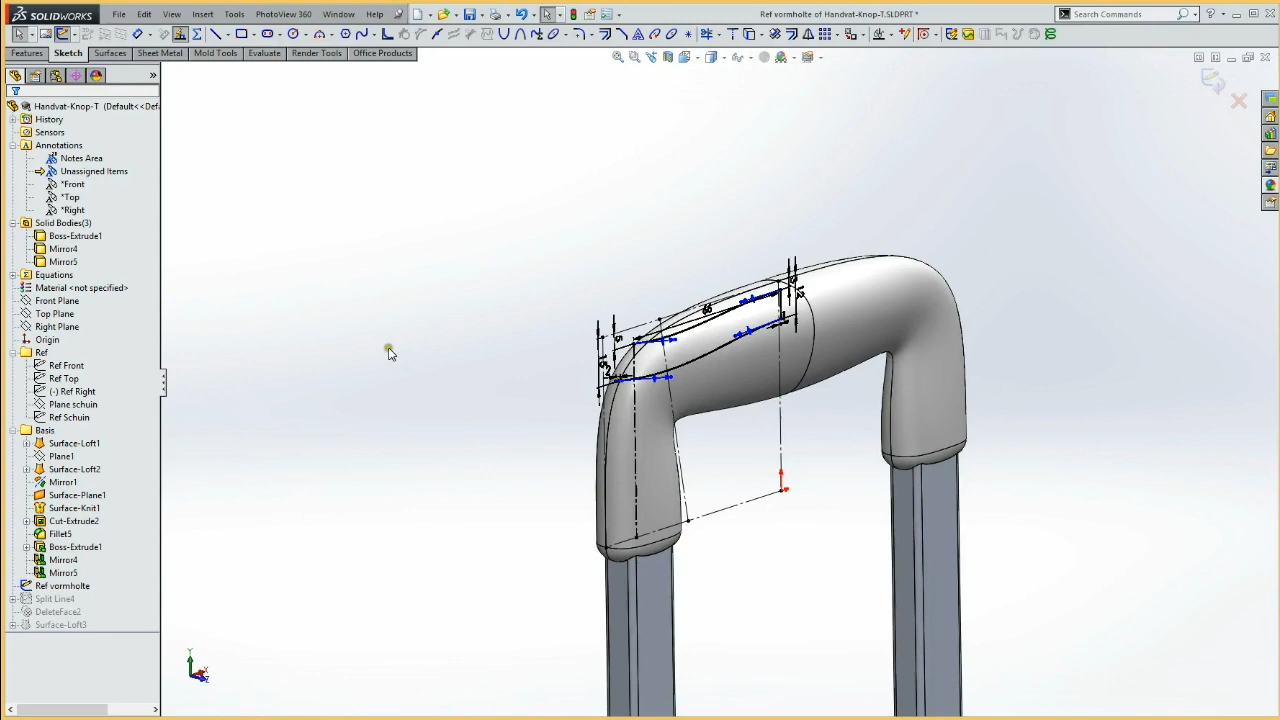 SOLIDWORKS File Edit View Insert Tools PhotoView 360 Window Help Ref vormholte of Handvat-Knop-T.SLDPRT * Search Commands
Features Sketch Surfaces Sheet Metal Mold Tools Evaluate Render Tools Office Products
Handvat-Knop-T (Default<<Defa
History
Sensors
Annotations
Notes Area
Unassigned Items
*Front
*Top
*Right
Solid Bodies(3)
Boss-Extrude1
Mirror4
Mirror5
Equations
Material <not specified>
Front Plane
Top Plane
Right Plane
Origin
Ref
Ref Front
Ref Top
(-) Ref Right
Plane schuin
Ref Schuin
Basis
Surface-Loft1
Plane1
Surface-Loft2
Mirror1
Surface-Plane1
Surface-Knit1
Cut-Extrude2
Fillet5
Boss-Extrude1
Mirror4
Mirror5
Ref vormholte
Split Line4
DeleteFace2
Surface-Loft3